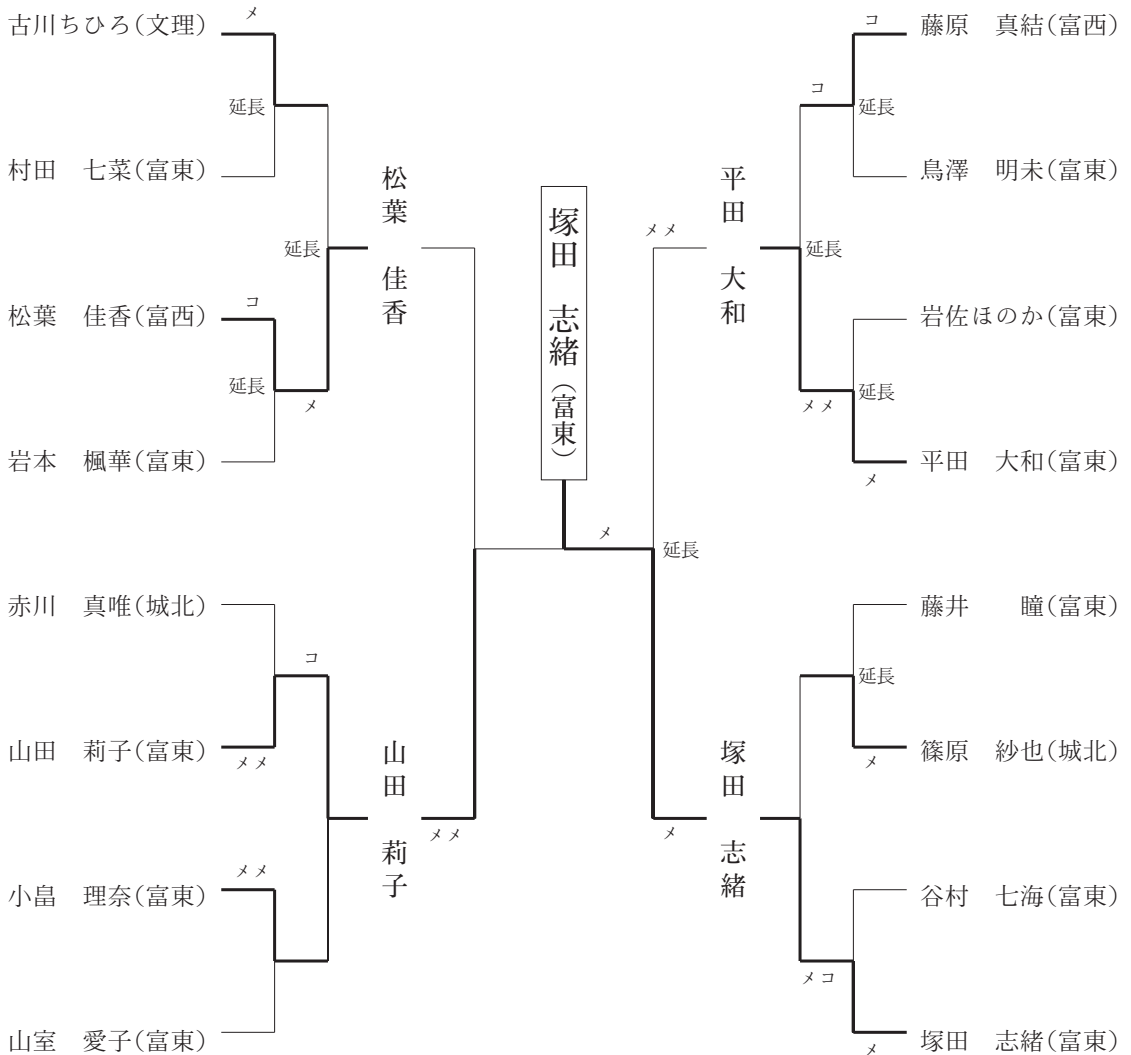 古川ちひろ(文理)
メ
延長
村田 七菜(富東)
延長
松葉 佳香(富西)
コ
延長
メ
岩本 楓華(富東)
松葉 佳香
赤川 真唯(城北)
コ
山田 莉子(富東)
メメ
小畠 理奈(富東)
メメ
山室 愛子(富東)
山田 莉子
メメ
塚田 志緒(富東)
メ
延長
平田 大和
メメ
コ
藤原 真結(富西)
コ
延長
鳥澤 明未(富東)
延長
岩佐ほのか(富東)
メメ
延長
平田 大和(富東)
メ
藤井 瞳(富東)
延長
篠原 紗也(城北)
メ
塚田 志緒
メ
谷村 七海(富東)
メコ
塚田 志緒(富東)
メ